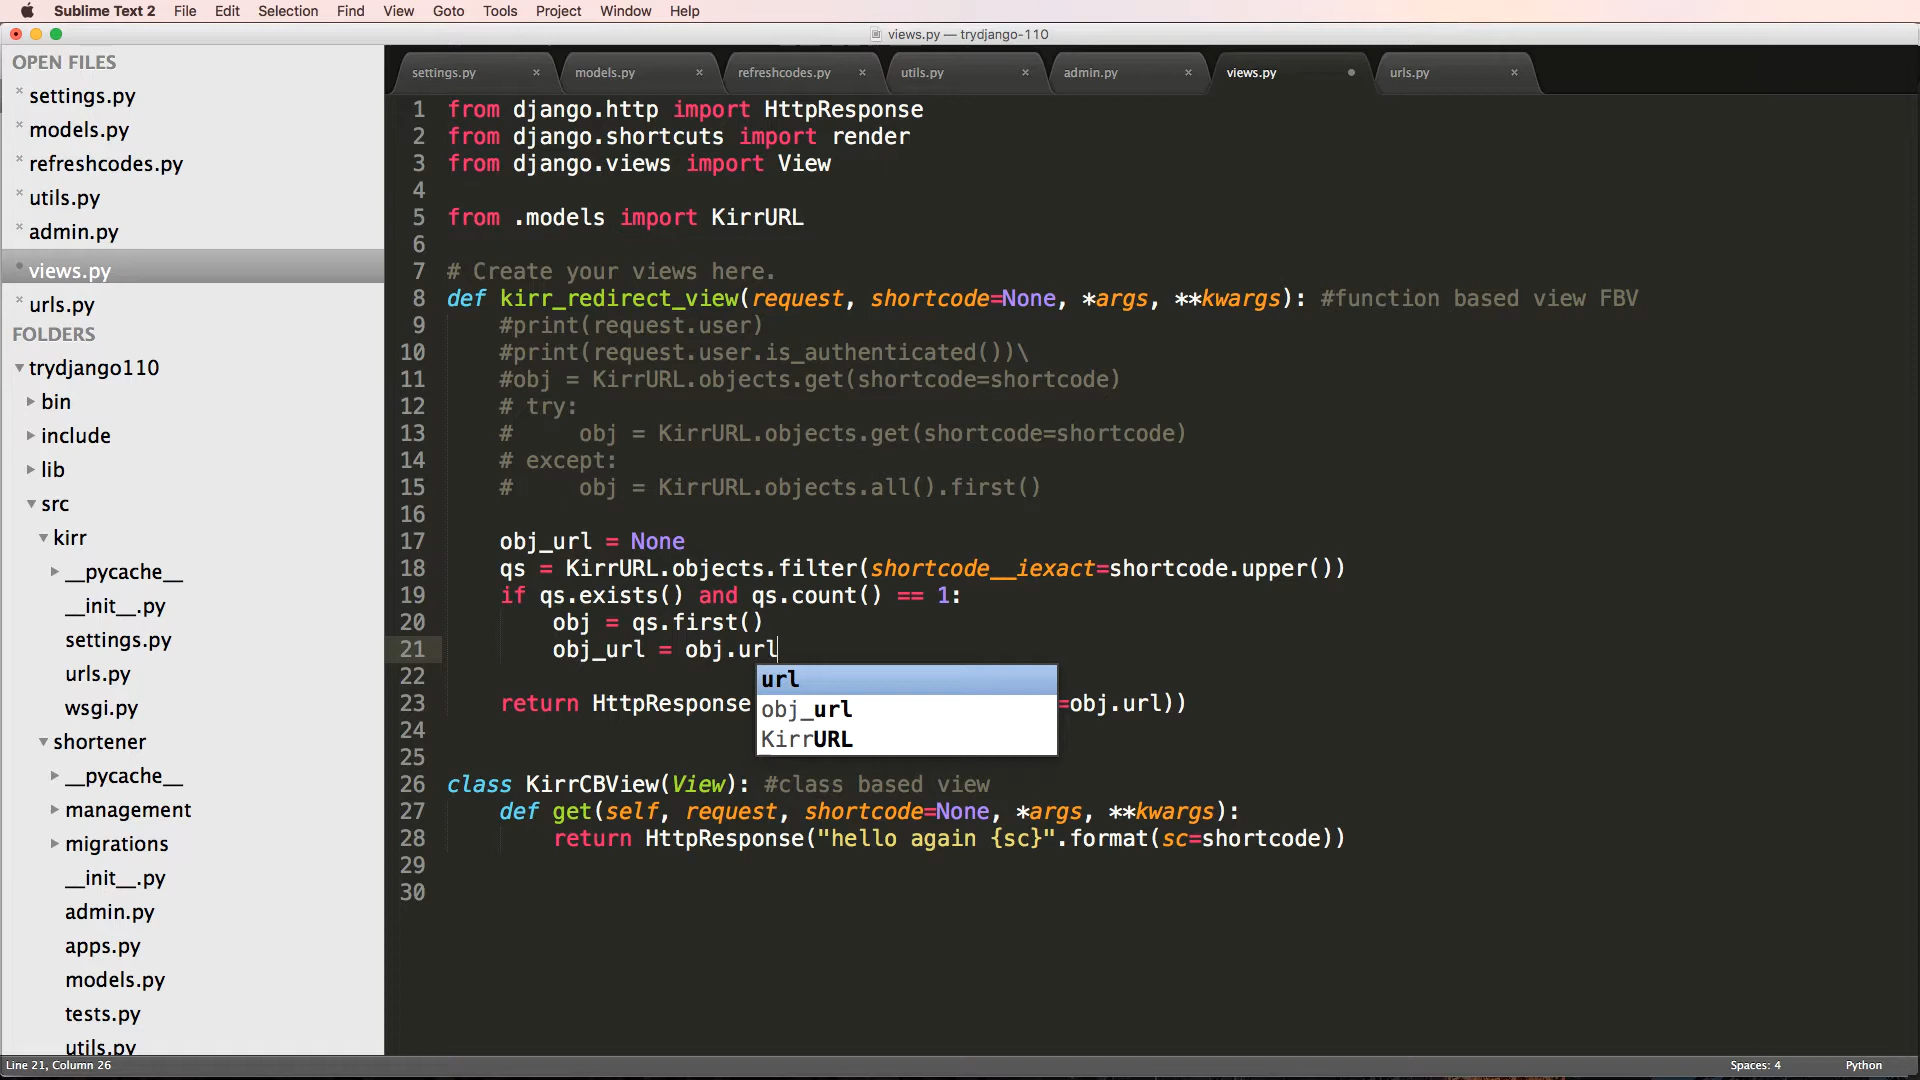 Sublime Text 2 File Edit Selection Find View Goto Tools Project Window Help
views.py — trydjango-110
OPEN FILES
settings.py
models.py
refreshcodes.py
utils.py
admin.py
views.py
urls.py
FOLDERS
trydjango110
bin
include
lib
src
kirr
__pycache__
__init__.py
settings.py
urls.py
wsgi.py
shortener
__pycache__
management
migrations
__init__.py
admin.py
apps.py
models.py
tests.py
utils.py
settings.py × models.py × refreshcodes.py × utils.py × admin.py × views.py urls.py ×
1 from django.http import HttpResponse
2 from django.shortcuts import render
3 from django.views import View
4
5 from .models import KirrURL
6
7 # Create your views here.
8 def kirr_redirect_view(request, shortcode=None, *args, **kwargs): #function based view FBV
9 #print(request.user)
10 #print(request.user.is_authenticated())\
11 #obj = KirrURL.objects.get(shortcode=shortcode)
12 # try:
13 #     obj = KirrURL.objects.get(shortcode=shortcode)
14 # except:
15 #     obj = KirrURL.objects.all().first()
16
17 obj_url = None
18 qs = KirrURL.objects.filter(shortcode__iexact=shortcode.upper())
19 if qs.exists() and qs.count() == 1:
20 obj = qs.first()
21 obj_url = obj.url
22
url
obj_url
KirrURL
23 return HttpResponse =obj.url))
24
25
26 class KirrCBView(View): #class based view
27 def get(self, request, shortcode=None, *args, **kwargs):
28 return HttpResponse("hello again {sc}".format(sc=shortcode))
29
30
Line 21, Column 26 Spaces: 4 Python